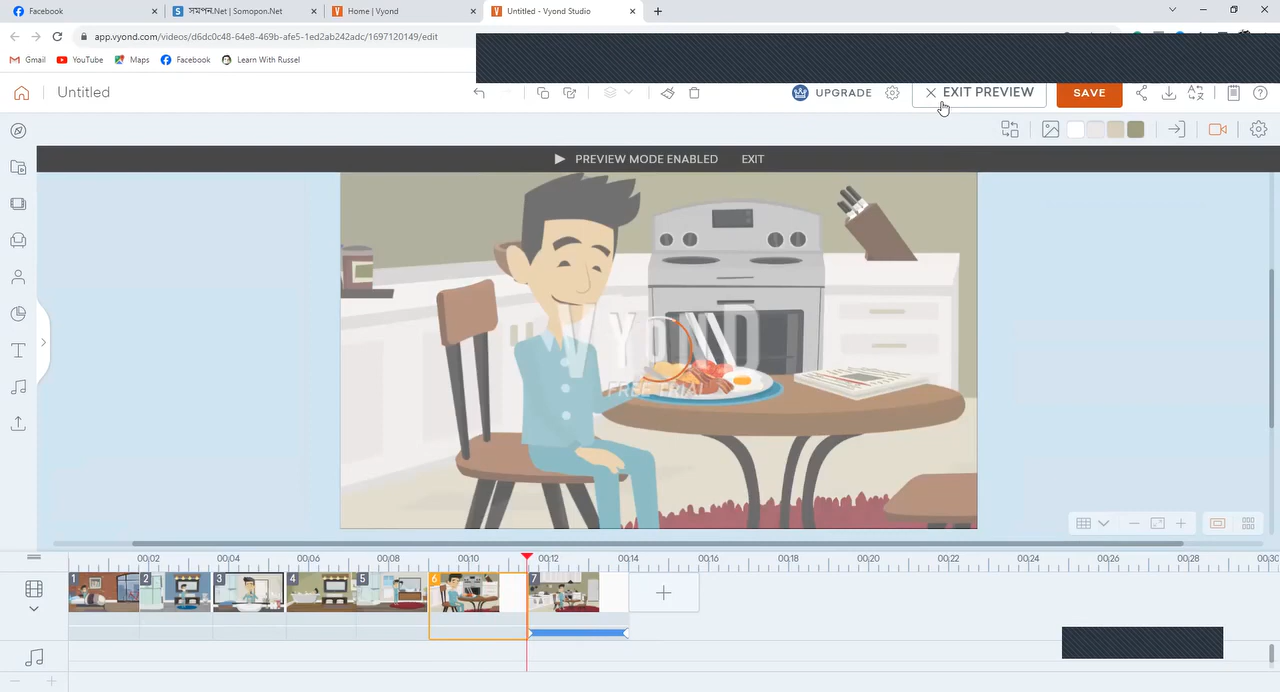 Facebook
সমপন.Net | Somopon.Net
Home | Vyond
Untitled - Vyond Studio
app.vyond.com/videos/d6dc0c48-64e8-469b-afe5-1ed2ab242adc/1697120149/edit
Gmail
YouTube
Maps
Facebook
Learn With Russel
Untitled
UPGRADE
EXIT PREVIEW
SAVE
PREVIEW MODE ENABLED
EXIT
VYOND
FREE TRIAL
00:02
00:04
00:06
00:08
00:10
00:12
00:14
00:16
00:18
00:20
00:22
00:24
00:26
00:28
00:30
1
2
3
4
5
6
7